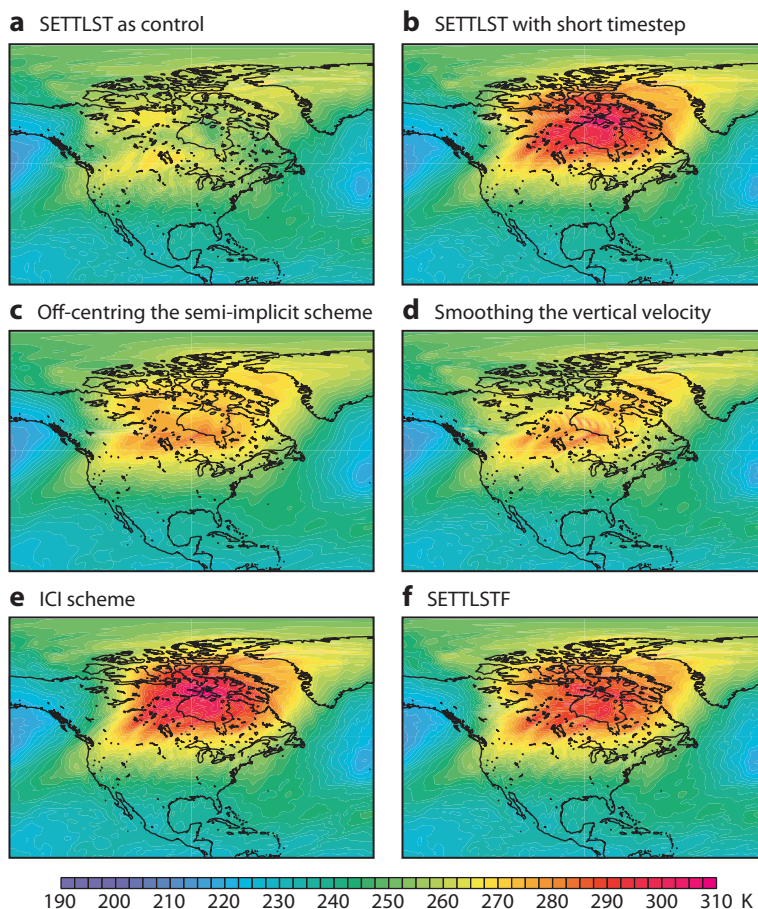 a SETTLST as control
b SETTLST with short timestep
c Off-centring the semi-implicit scheme
d Smoothing the vertical velocity
e ICI scheme
f SETTLSTF
190 200 210 220 230 240 250 260 270 280 290 300 310 K